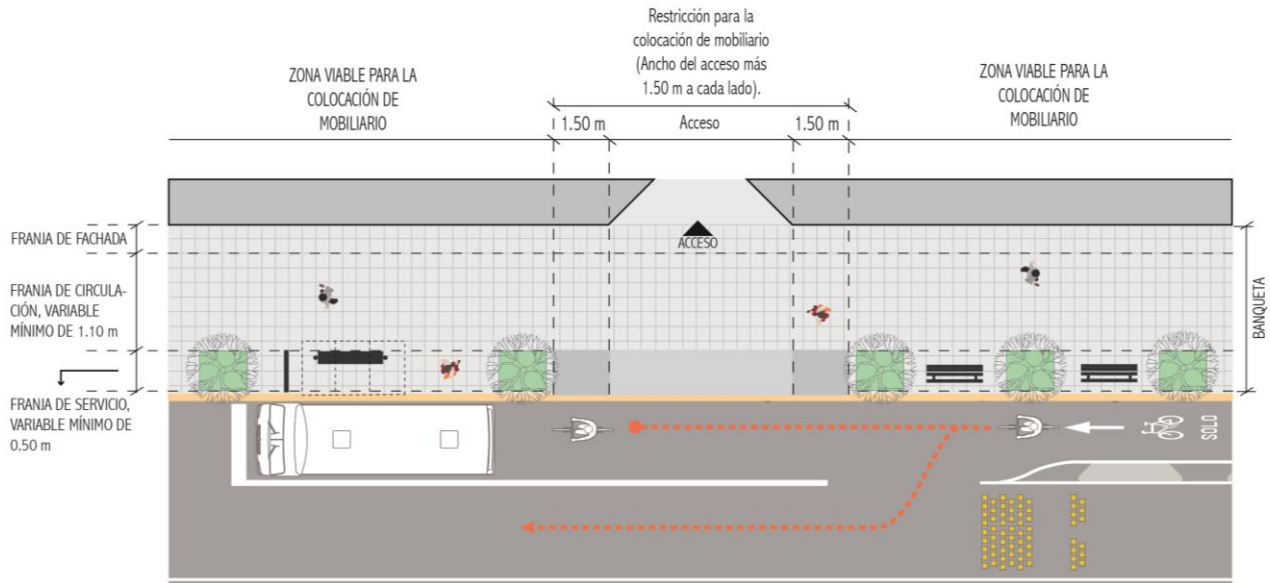 Restricción para la
colocación de mobiliario
(Ancho del acceso más
1.50 m a cada lado).
ZONA VIABLE PARA LA
COLOCACIÓN DE
MOBILIARIO
ZONA VIABLE PARA LA
COLOCACIÓN DE
MOBILIARIO
1.50 m
Acceso
1.50 m
FRANJA DE FACHADA
ACCESO
FRANJA DE CIRCULA-
CIÓN, VARIABLE
MÍNIMO DE 1.10 m
BANQUETA
FRANJA DE SERVICIO,
VARIABLE MÍNIMO DE
0.50 m
SOLO